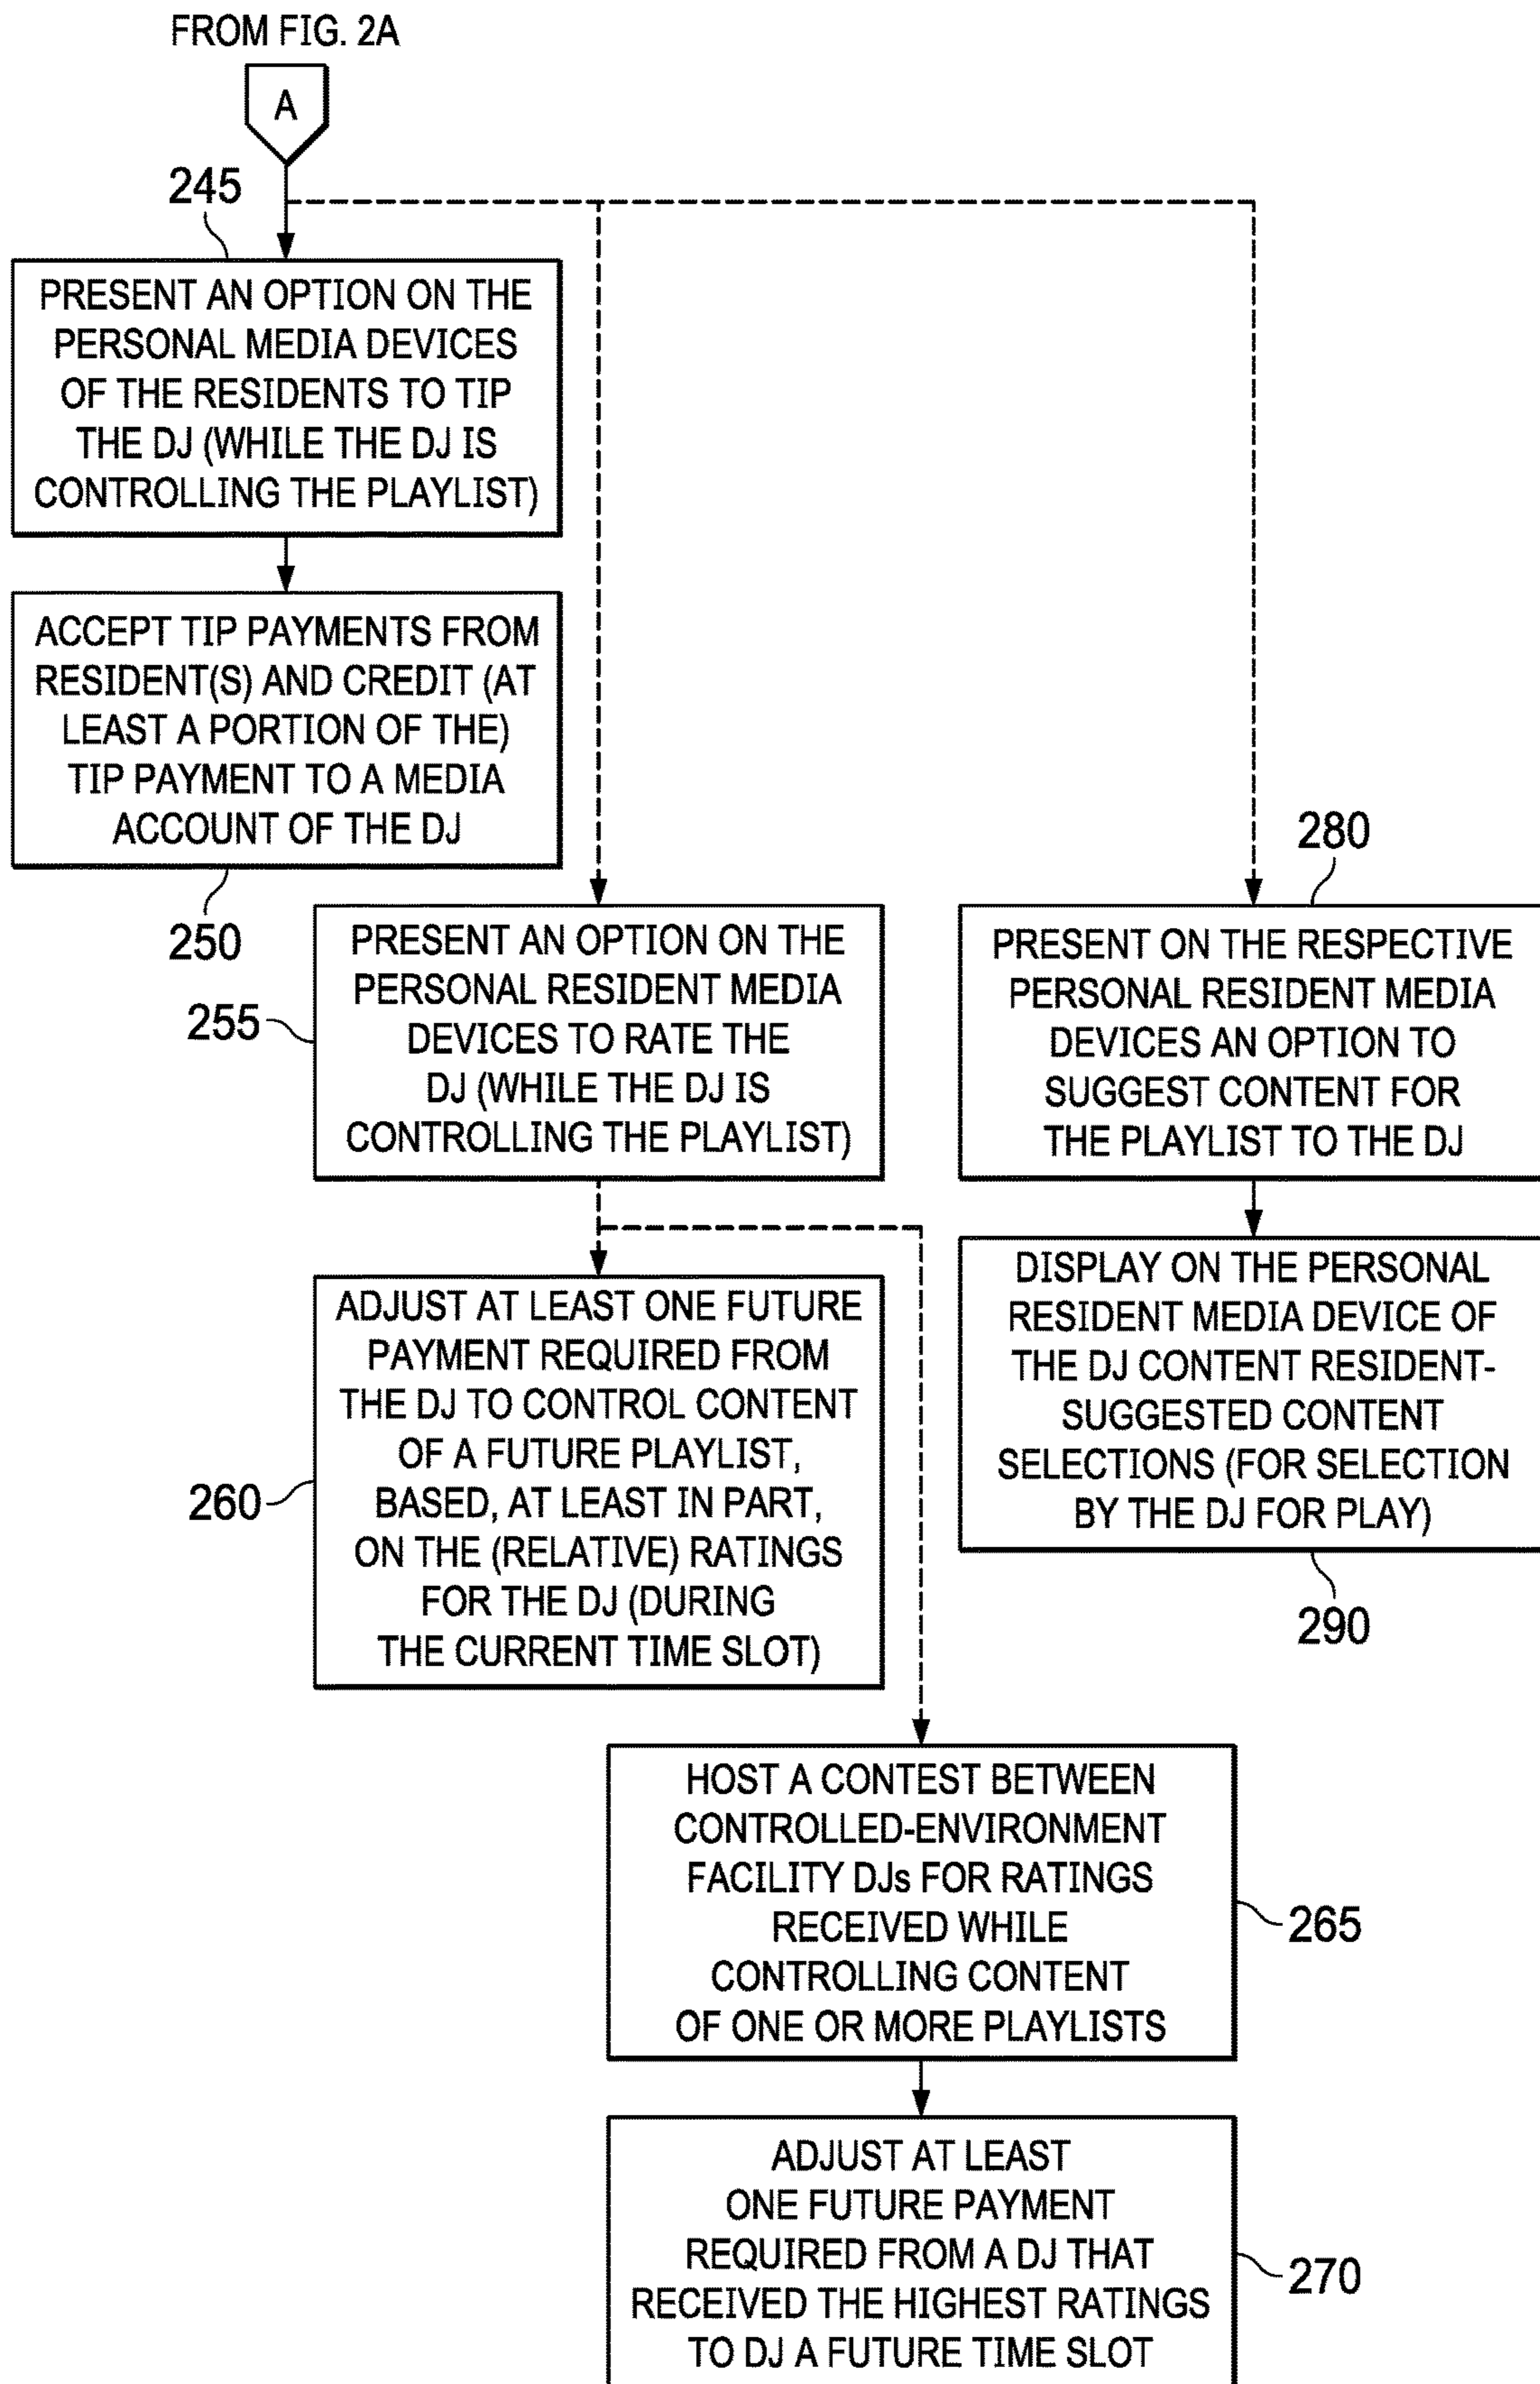 FROM FIG. 2A
A
245
PRESENT AN OPTION ON THE
PERSONAL MEDIA DEVICES
OF THE RESIDENTS TO TIP
THE DJ (WHILE THE DJ IS
CONTROLLING THE PLAYLIST)
ACCEPT TIP PAYMENTS FROM
RESIDENT(S) AND CREDIT (AT
LEAST A PORTION OF THE)
TIP PAYMENT TO A MEDIA
ACCOUNT OF THE DJ
250
255
PRESENT AN OPTION ON THE
PERSONAL RESIDENT MEDIA
DEVICES TO RATE THE
DJ (WHILE THE DJ IS
CONTROLLING THE PLAYLIST)
280
PRESENT ON THE RESPECTIVE
PERSONAL RESIDENT MEDIA
DEVICES AN OPTION TO
SUGGEST CONTENT FOR
THE PLAYLIST TO THE DJ
260
ADJUST AT LEAST ONE FUTURE
PAYMENT REQUIRED FROM
THE DJ TO CONTROL CONTENT
OF A FUTURE PLAYLIST,
BASED, AT LEAST IN PART,
ON THE (RELATIVE) RATINGS
FOR THE DJ (DURING
THE CURRENT TIME SLOT)
DISPLAY ON THE PERSONAL
RESIDENT MEDIA DEVICE OF
THE DJ CONTENT RESIDENT-
SUGGESTED CONTENT
SELECTIONS (FOR SELECTION
BY THE DJ FOR PLAY)
290
HOST A CONTEST BETWEEN
CONTROLLED-ENVIRONMENT
FACILITY DJs FOR RATINGS
RECEIVED WHILE
CONTROLLING CONTENT
OF ONE OR MORE PLAYLISTS
265
ADJUST AT LEAST
ONE FUTURE PAYMENT
REQUIRED FROM A DJ THAT
RECEIVED THE HIGHEST RATINGS
TO DJ A FUTURE TIME SLOT
270